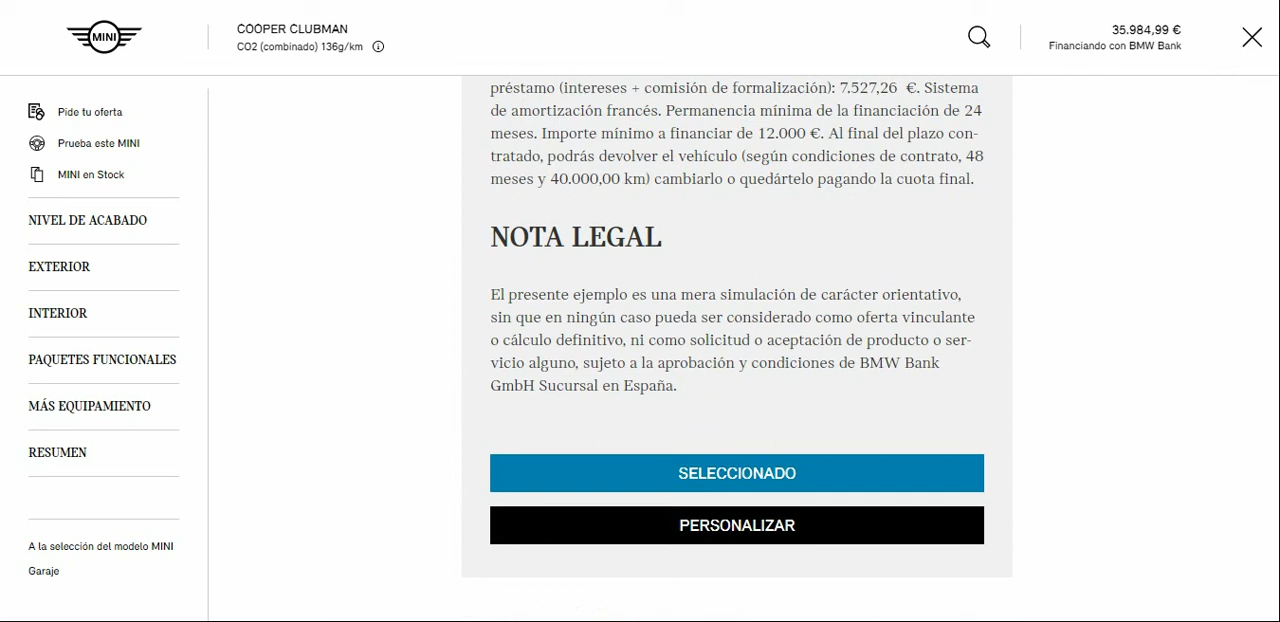 MINI
COOPER CLUBMAN
CO2 (combinado) 136g/km
35.984,99 €
Financiando con BMW Bank
Pide tu oferta
Prueba este MINI
MINI en Stock
NIVEL DE ACABADO
EXTERIOR
INTERIOR
PAQUETES FUNCIONALES
MÁS EQUIPAMIENTO
RESUMEN
A la selección del modelo MINI
Garaje
préstamo (intereses + comisión de formalización): 7.527,26 €. Sistema
de amortización francés. Permanencia mínima de la financiación de 24
meses. Importe mínimo a financiar de 12.000 €. Al final del plazo con-
tratado, podrás devolver el vehículo (según condiciones de contrato, 48
meses y 40.000,00 km) cambiarlo o quedártelo pagando la cuota final.
NOTA LEGAL
El presente ejemplo es una mera simulación de carácter orientativo,
sin que en ningún caso pueda ser considerado como oferta vinculante
o cálculo definitivo, ni como solicitud o aceptación de producto o ser-
vicio alguno, sujeto a la aprobación y condiciones de BMW Bank
GmbH Sucursal en España.
SELECCIONADO
PERSONALIZAR